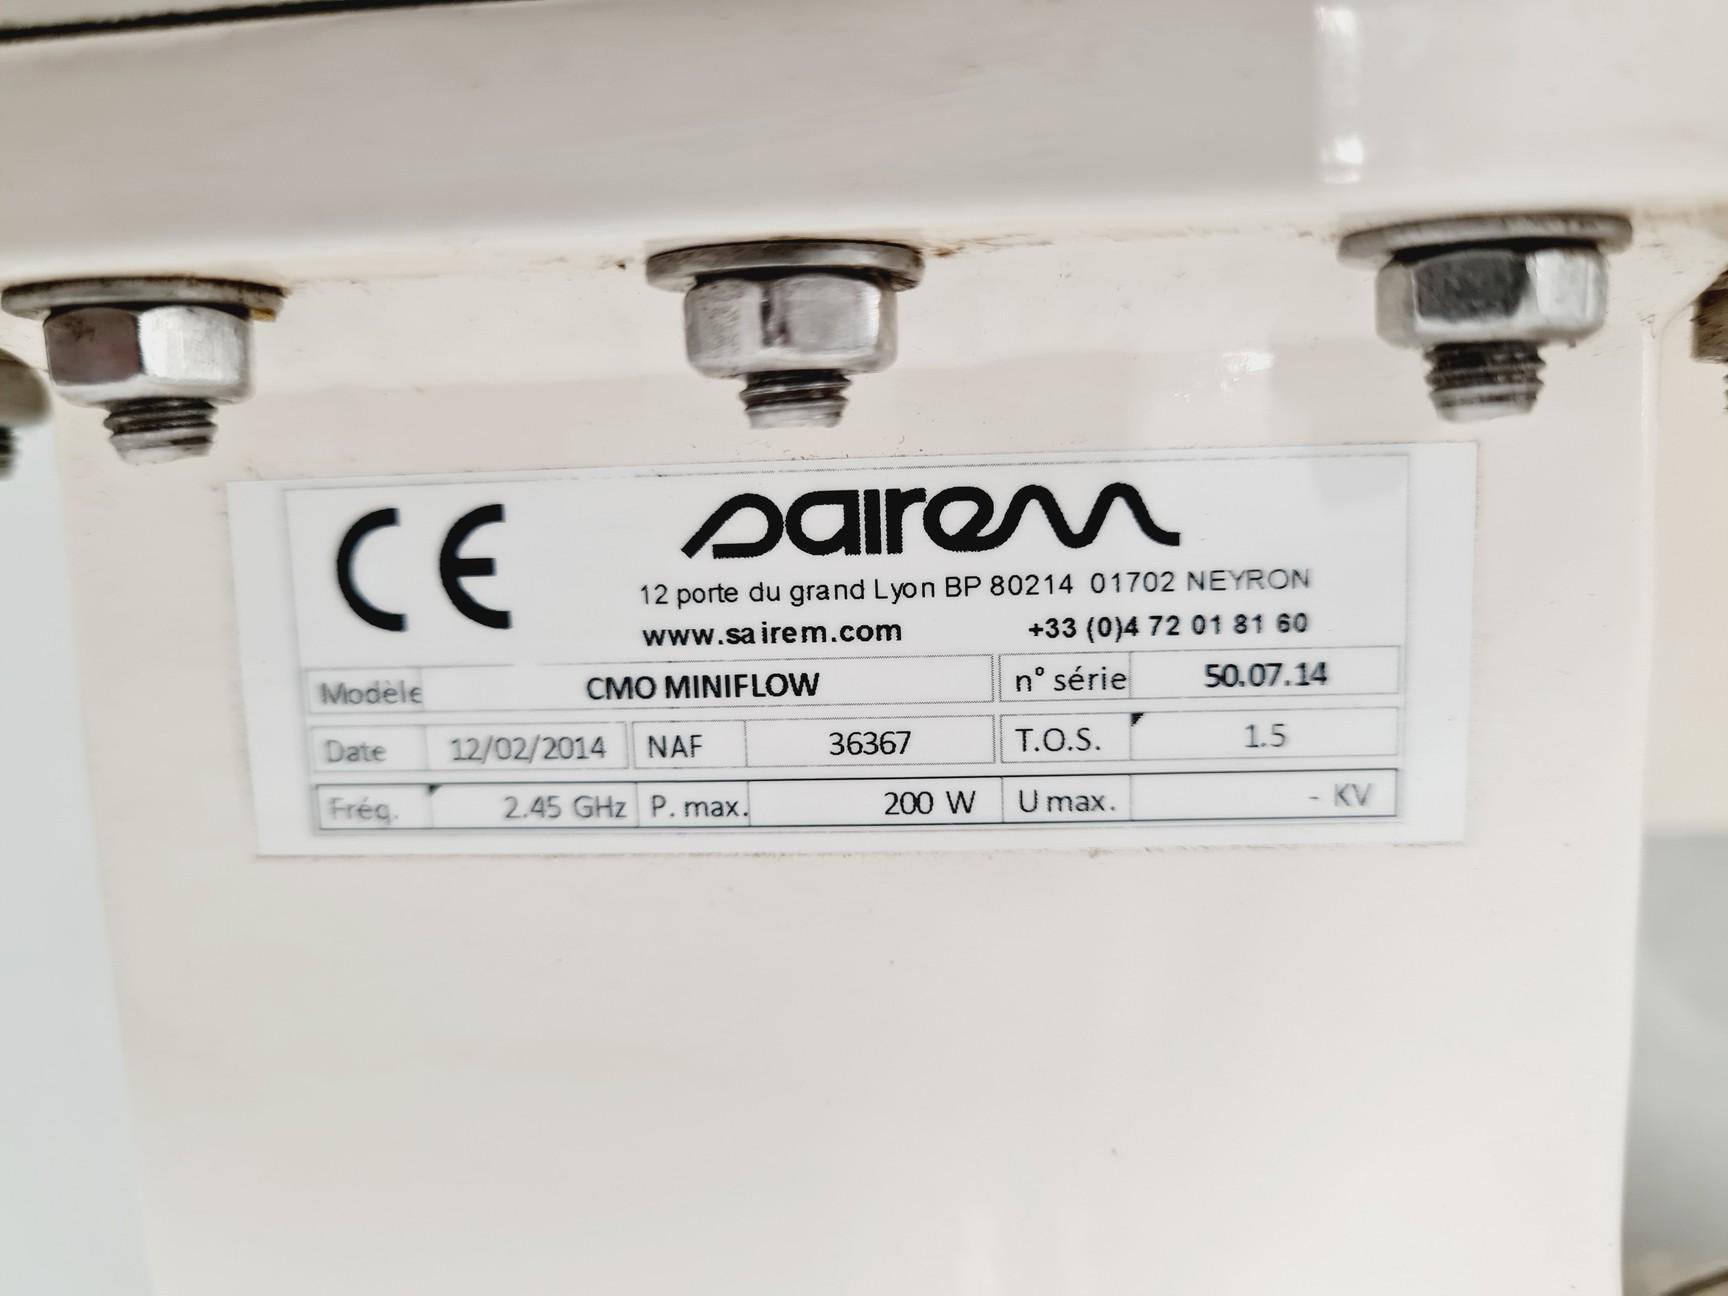 CE
sairem
12 porte du grand Lyon BP 80214 01702 NEYRON
www.sairem.com +33 (0)4 72 01 81 60
Modèle CMO MINIFLOW n° série 50.07.14
Date 12/02/2014 NAF 36367 T.O.S. 1.5
Fréq. 2.45 GHz P. max. 200 W U max. - KV